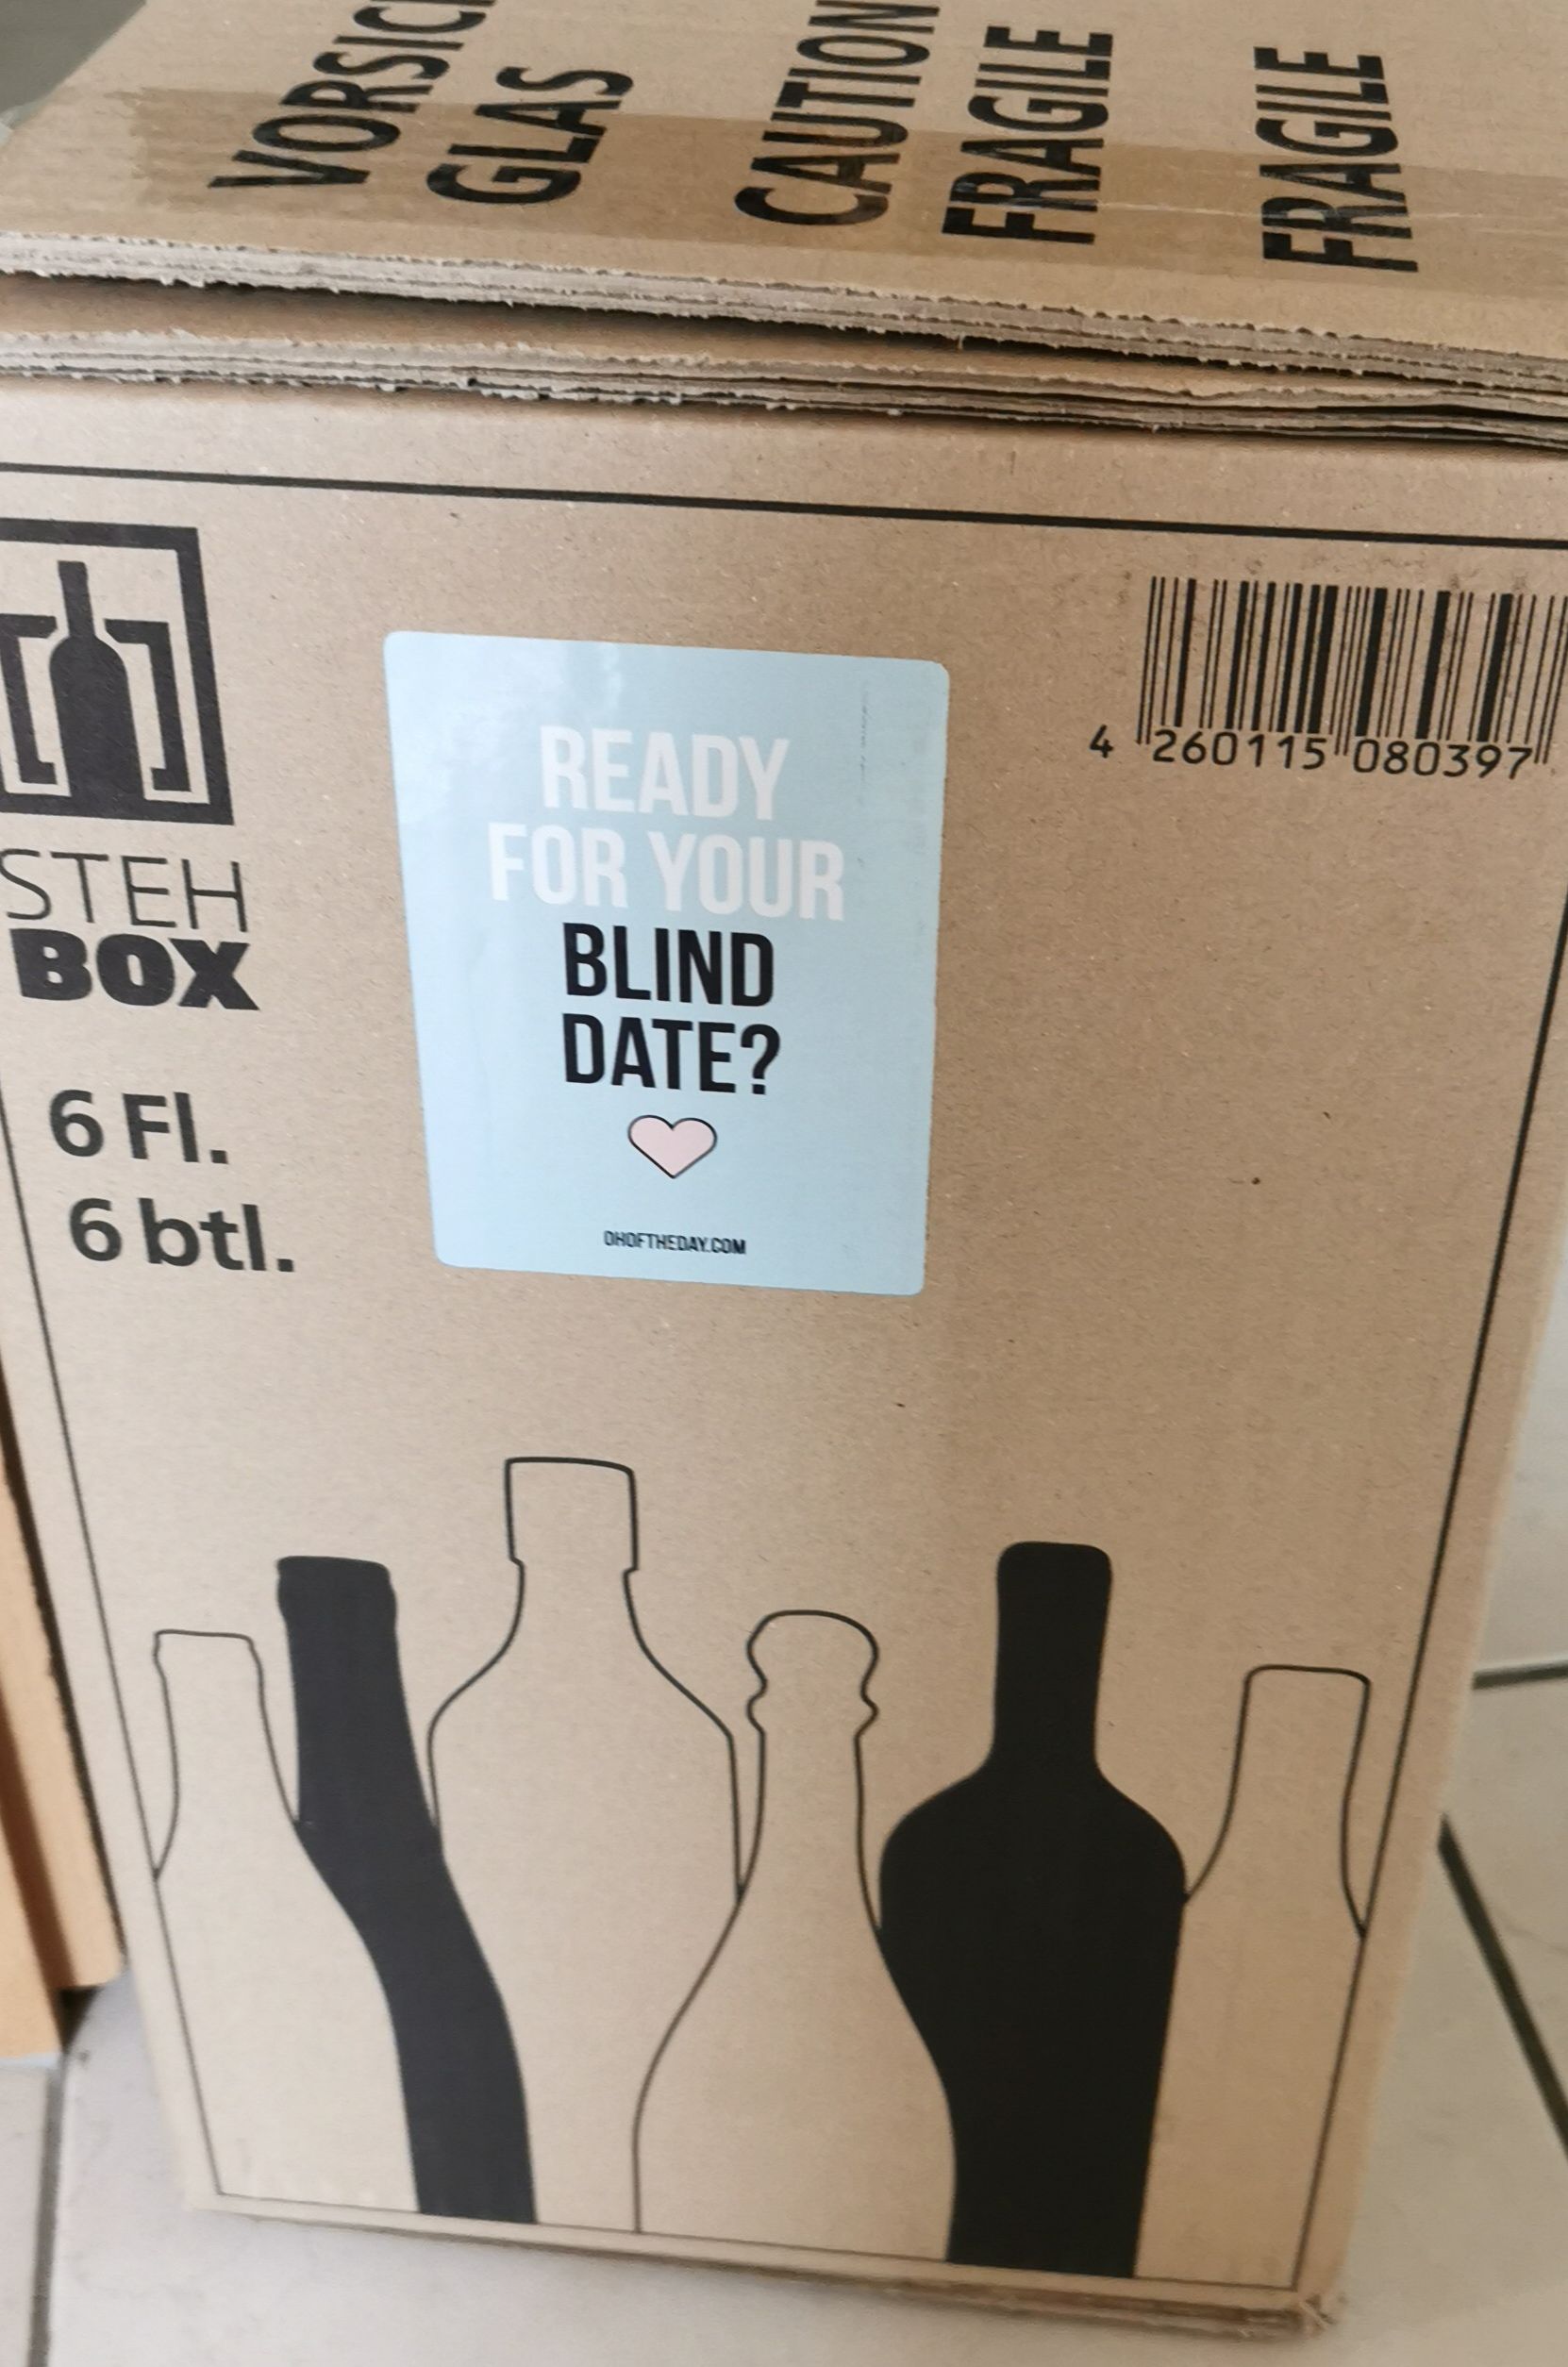 GLAS
CAUTION
FRAGILE
FRAGILE
STEH
BOX
6 Fl.
6 btl.
READY
FOR YOUR
BLIND
DATE?
OHOFTHEDAY.COM
4 260115 080397